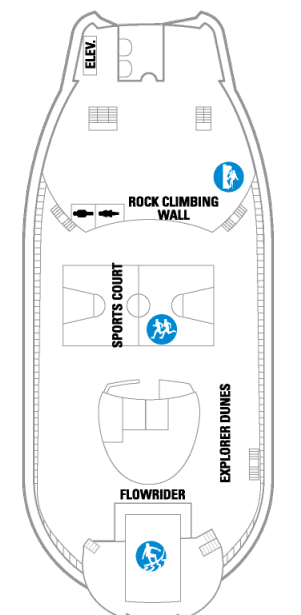 ELEV.
ROCK CLIMBING
WALL
SPORTS COURT
EXPLORER DUNES
FLOWRIDER